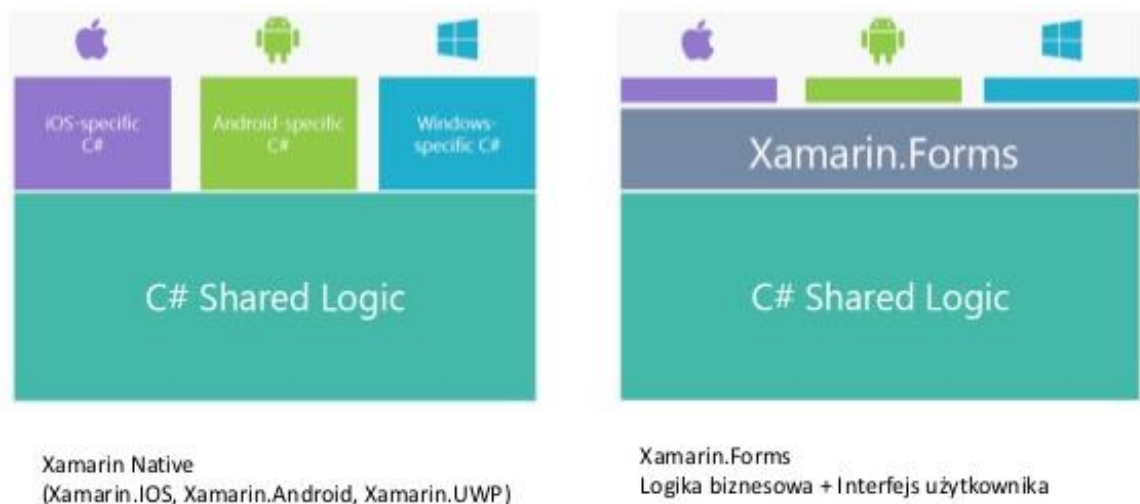 iOS-specific
C#
Android-specific
C#
Windows-
specific C#
C# Shared Logic
Xamarin Native
(Xamarin.IOS, Xamarin.Android, Xamarin.UWP)
Xamarin.Forms
C# Shared Logic
Xamarin.Forms
Logika biznesowa + Interfejs użytkownika